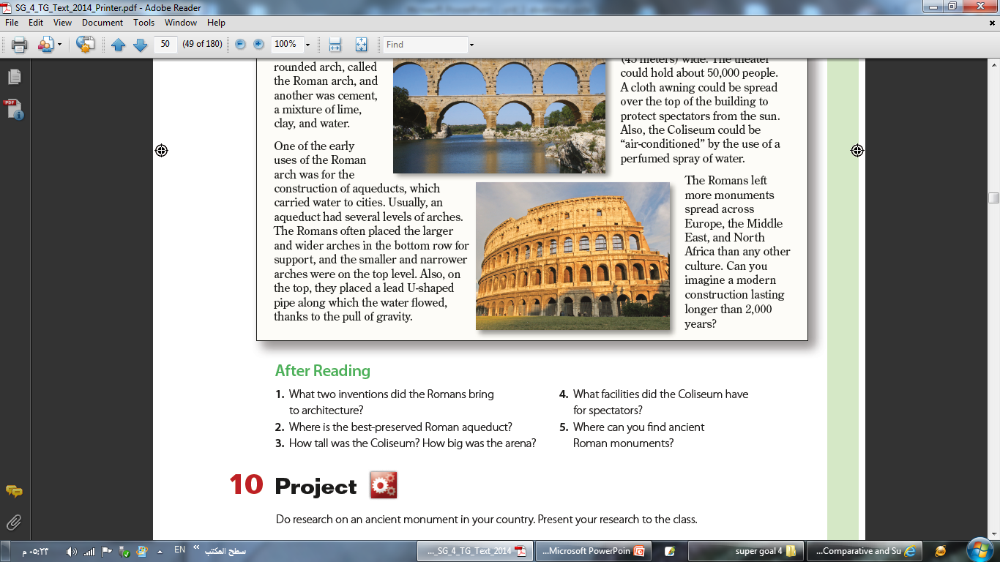 SG_4_TG_Text_2014_Printer.pdf - Adobe Reader
File Edit View Document Tools Window Help
50 (49 of 180) 100% Find
rounded arch, called
the Roman arch, and
another was cement,
a mixture of lime,
clay, and water.
One of the early
uses of the Roman
arch was for the
construction of aqueducts, which
carried water to cities. Usually, an
aqueduct had several levels of arches.
The Romans often placed the larger
and wider arches in the bottom row for
support, and the smaller and narrower
arches were on the top level. Also, on
the top, they placed a lead U-shaped
pipe along which the water flowed,
thanks to the pull of gravity.
(45 meters) wide. The theater
could hold about 50,000 people.
A cloth awning could be spread
over the top of the building to
protect spectators from the sun.
Also, the Coliseum could be
“air-conditioned” by the use of a
perfumed spray of water.
The Romans left
more monuments
spread across
Europe, the Middle
East, and North
Africa than any other
culture. Can you
imagine a modern
construction lasting
longer than 2,000
years?
After Reading
1. What two inventions did the Romans bring
to architecture?
2. Where is the best-preserved Roman aqueduct?
3. How tall was the Coliseum? How big was the arena?
4. What facilities did the Coliseum have
for spectators?
5. Where can you find ancient
Roman monuments?
10 Project
Do research on an ancient monument in your country. Present your research to the class.
٠٥:٢٣ م EN سطح المكتب ..._SG_4_TG_Text_2014 ...Microsoft PowerPoin super goal 4 ...Comparative and Su